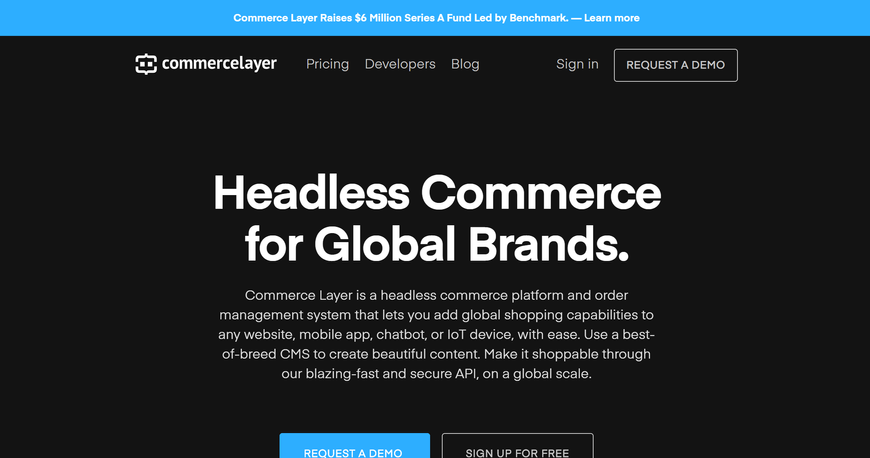 Commerce Layer Raises $6 Million Series A Fund Led by Benchmark. — Learn more
commercelayer Pricing Developers Blog Sign in REQUEST A DEMO
Headless Commerce
for Global Brands.
Commerce Layer is a headless commerce platform and order
management system that lets you add global shopping capabilities to
any website, mobile app, chatbot, or IoT device, with ease. Use a best-
of-breed CMS to create beautiful content. Make it shoppable through
our blazing-fast and secure API, on a global scale.
REQUEST A DEMO SIGN UP FOR FREE